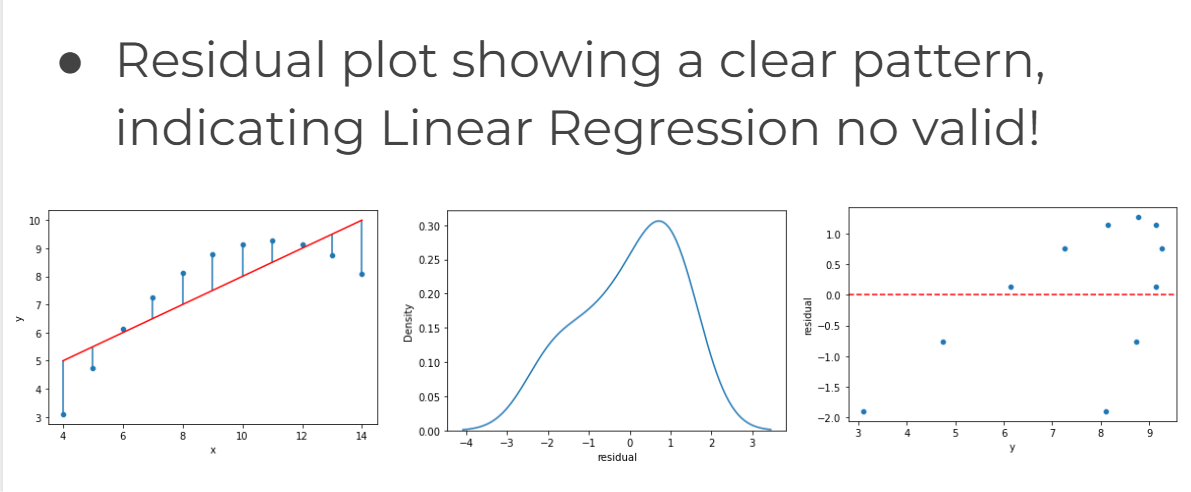 ● Residual plot showing a clear pattern,
indicating Linear Regression no valid!
10
9
8
7
6
5
4
3
y
4 6 8 10 12 14
x
0.30
0.25
0.20
0.15
0.10
0.05
0.00
Density
−4 −3 −2 −1 0 1 2 3
residual
1.0
0.5
0.0
−0.5
−1.0
−1.5
−2.0
residual
3 4 5 6 7 8 9
y